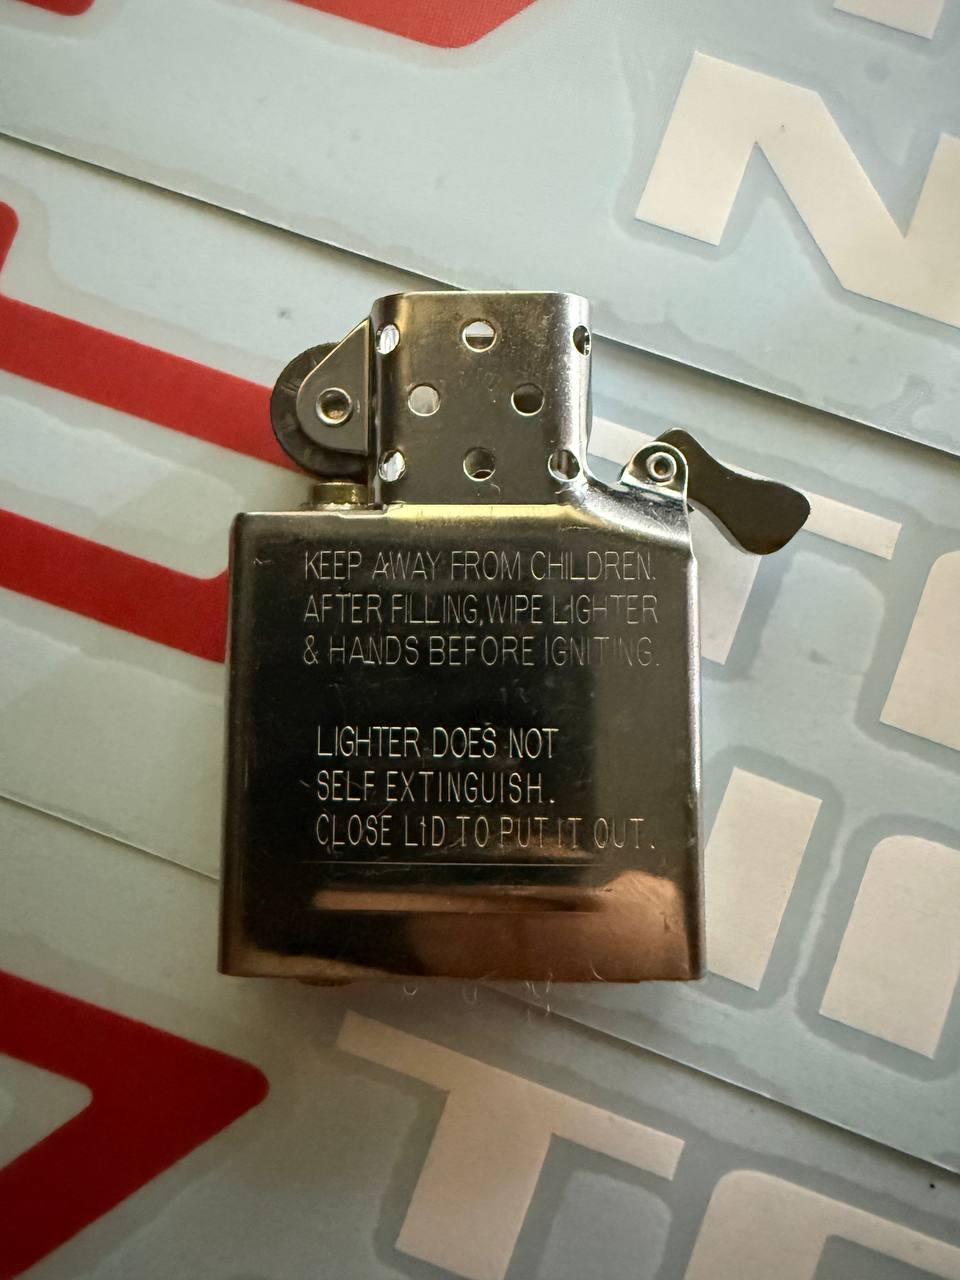 KEEP AWAY FROM CHILDREN.
AFTER FILLING, WIPE LIGHTER
& HANDS BEFORE IGNITING.
LIGHTER DOES NOT
SELF EXTINGUISH.
CLOSE LID TO PUT IT OUT.